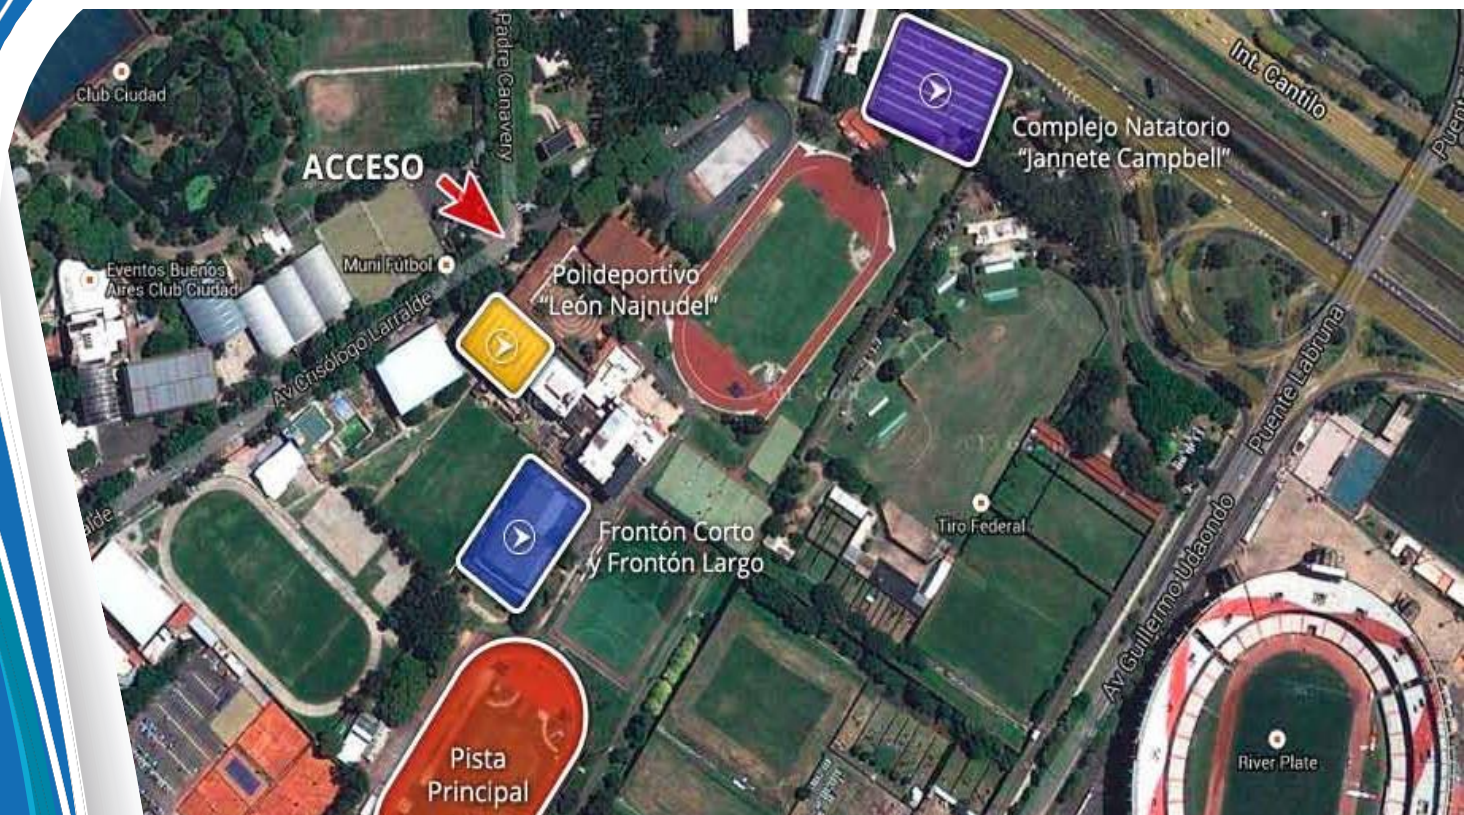 Club Ciudad
Padre Canavery
Int. Cantilo
Complejo Natatorio
“Jannete Campbell”
ACCESO
Muni Fútbol
Eventos Buenos
Aires Club Ciudad
Polideportivo
“León Najnudel”
Av Crisólogo Larralde
Puente Labruna
Frontón Corto
y Frontón Largo
Tiro Federal
Av Guillermo Udaondo
Pista
Principal
River Plate